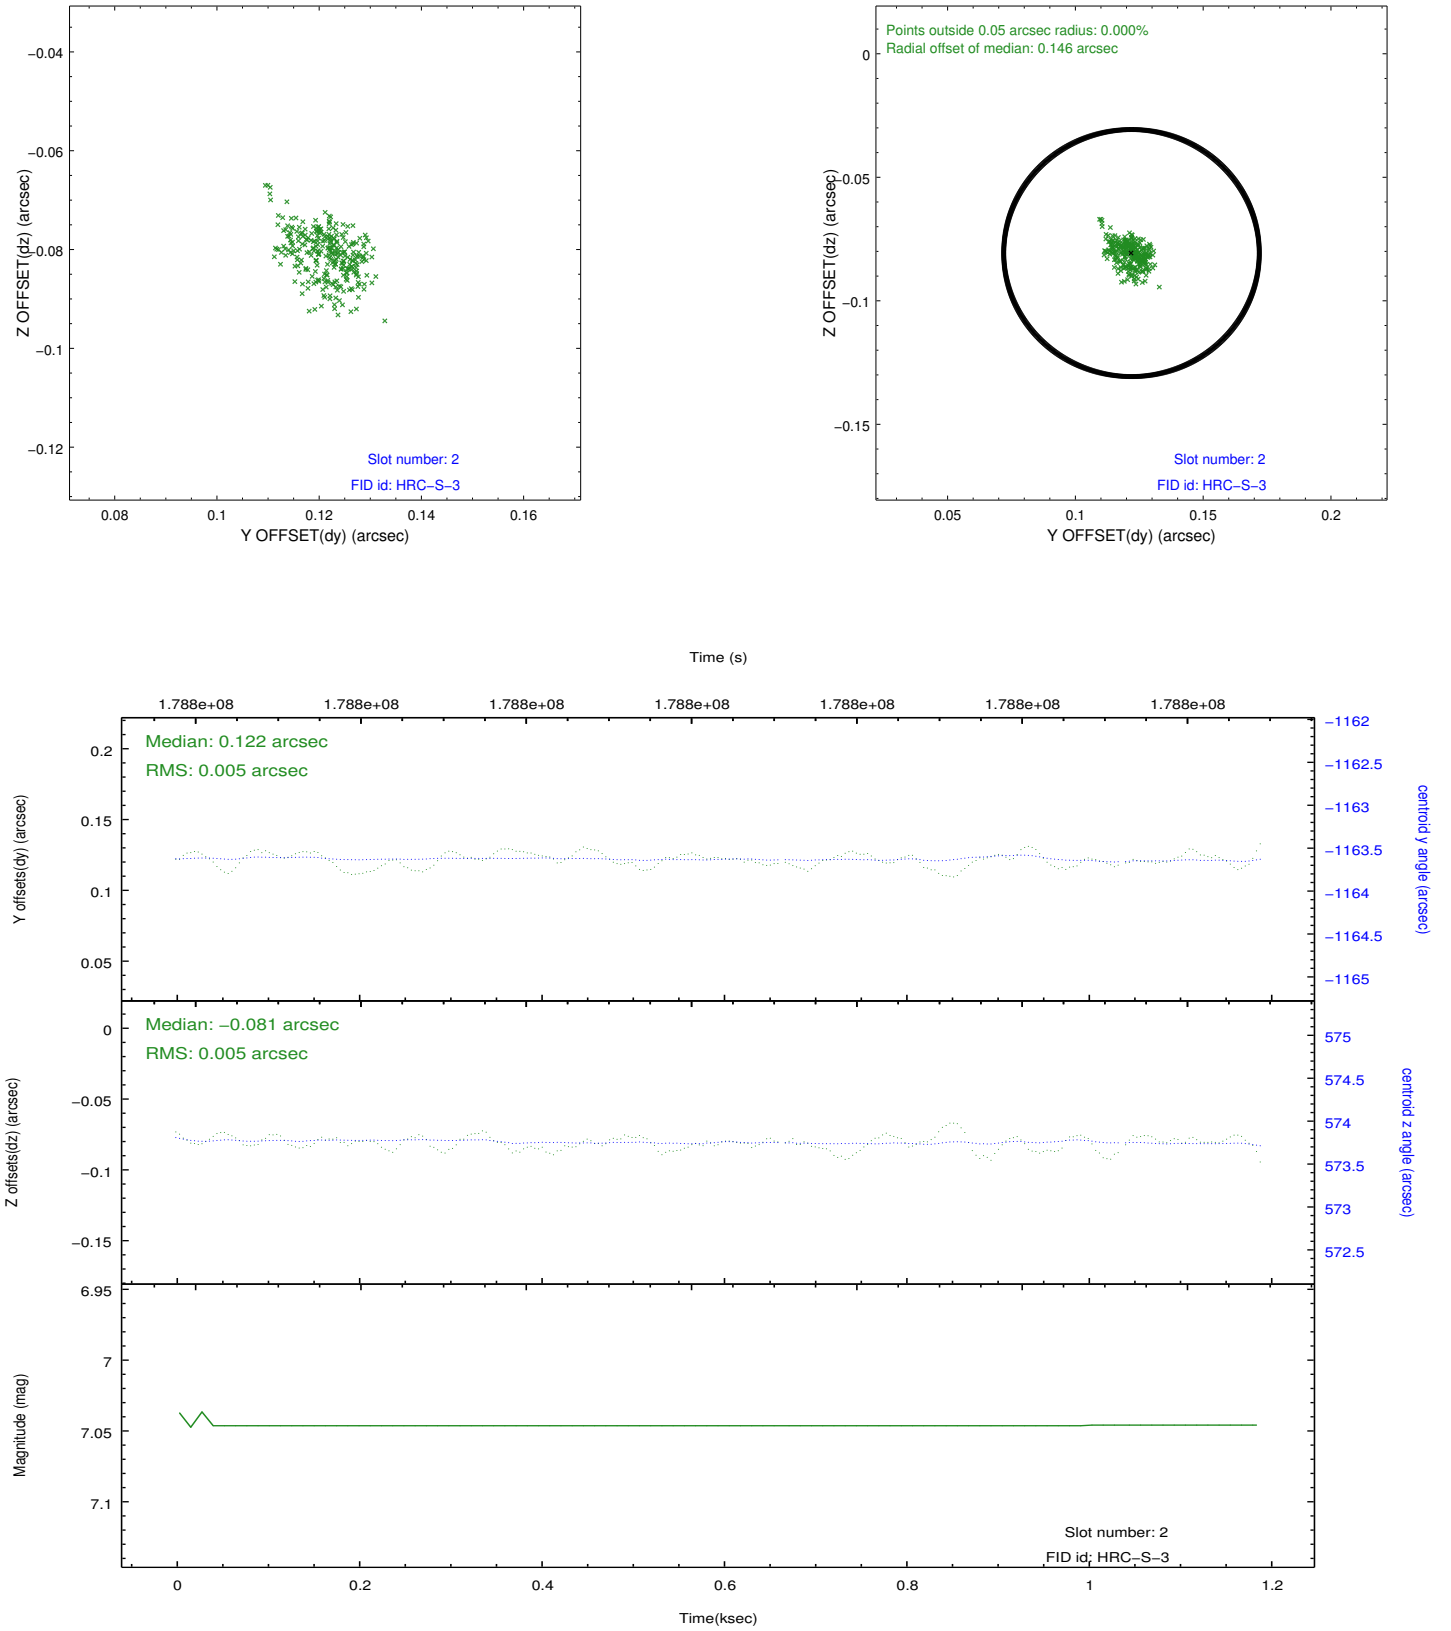 −0.04
−0.06
−0.08
−0.1
−0.12
Z OFFSET(dz) (arcsec)
Slot number: 2
FID id: HRC−S−3
0.08 0.1 0.12 0.14 0.16
Y OFFSET(dy) (arcsec)
Points outside 0.05 arcsec radius: 0.000%
Radial offset of median: 0.146 arcsec
0
−0.05
−0.1
−0.15
Z OFFSET(dz) (arcsec)
Slot number: 2
FID id: HRC−S−3
0.05 0.1 0.15 0.2
Y OFFSET(dy) (arcsec)
Time (s)
1.788e+08 1.788e+08 1.788e+08 1.788e+08 1.788e+08 1.788e+08 1.788e+08
Median: 0.122 arcsec
RMS: 0.005 arcsec
0.2
0.15
0.1
0.05
Y offsets(dy) (arcsec)
−1162
−1162.5
−1163
−1163.5
−1164
−1164.5
−1165
centroid y angle (arcsec)
Median: −0.081 arcsec
RMS: 0.005 arcsec
0
−0.05
−0.1
−0.15
Z offsets(dz) (arcsec)
575
574.5
574
573.5
573
572.5
centroid z angle (arcsec)
6.95
7
7.05
7.1
Magnitude (mag)
Slot number: 2
FID id: HRC−S−3
0 0.2 0.4 0.6 0.8 1 1.2
Time(ksec)